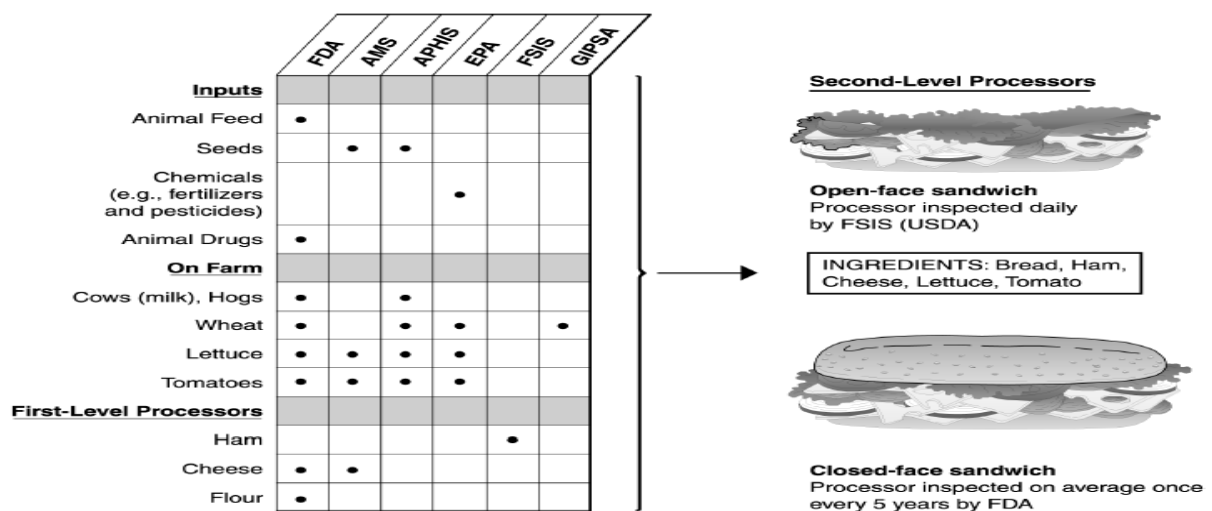 FDA
AMS
APHIS
EPA
FSIS
GIPSA
Inputs
Animal Feed
Seeds
Chemicals
(e.g., fertilizers
and pesticides)
Animal Drugs
On Farm
Cows (milk), Hogs
Wheat
Lettuce
Tomatoes
First-Level Processors
Ham
Cheese
Flour
Second-Level Processors
Open-face sandwich
Processor inspected daily
by FSIS (USDA)
INGREDIENTS: Bread, Ham,
Cheese, Lettuce, Tomato
Closed-face sandwich
Processor inspected on average once
every 5 years by FDA